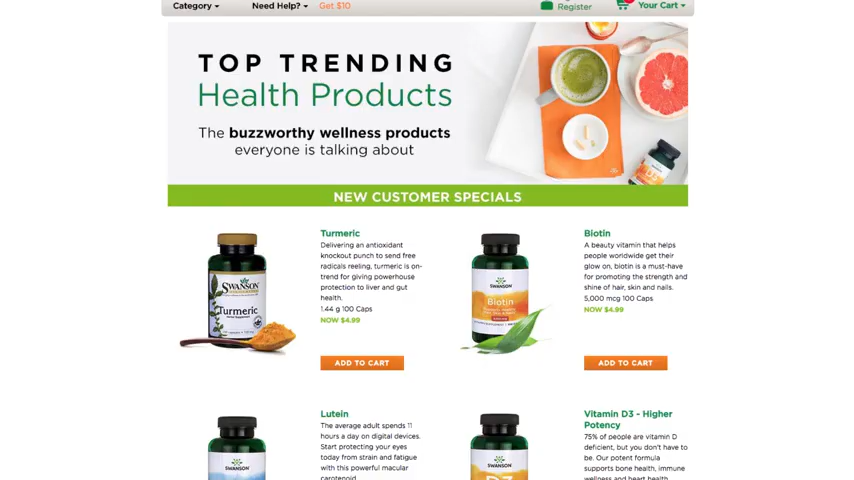 Category
Need Help?
Get $10
Register
Your Cart
TOP TRENDING
Health Products
The buzzworthy wellness products
everyone is talking about
D3
NEW CUSTOMER SPECIALS
Turmeric
Delivering an antioxidant
knockout punch to send free
radicals reeling, turmeric is on-
trend for giving powerhouse
protection to liver and gut
health.
1.44 g 100 Caps
NOW $4.99
ADD TO CART
SWANSON
Turmeric
Biotin
A beauty vitamin that helps
people worldwide get their
glow on, biotin is a must-have
for promoting the strength and
shine of hair, skin and nails.
5,000 mcg 100 Caps
NOW $4.99
ADD TO CART
SWANSON
Biotin
Lutein
The average adult spends 11
hours a day on digital devices.
Start protecting your eyes
today from strain and fatigue
with this powerful macular
carotenoid
SWANSON
Vitamin D3 - Higher
Potency
75% of people are vitamin D
deficient, but you don't have to
be. Our potent formula
supports bone health, immune
wellness and heart health
SWANSON
D3